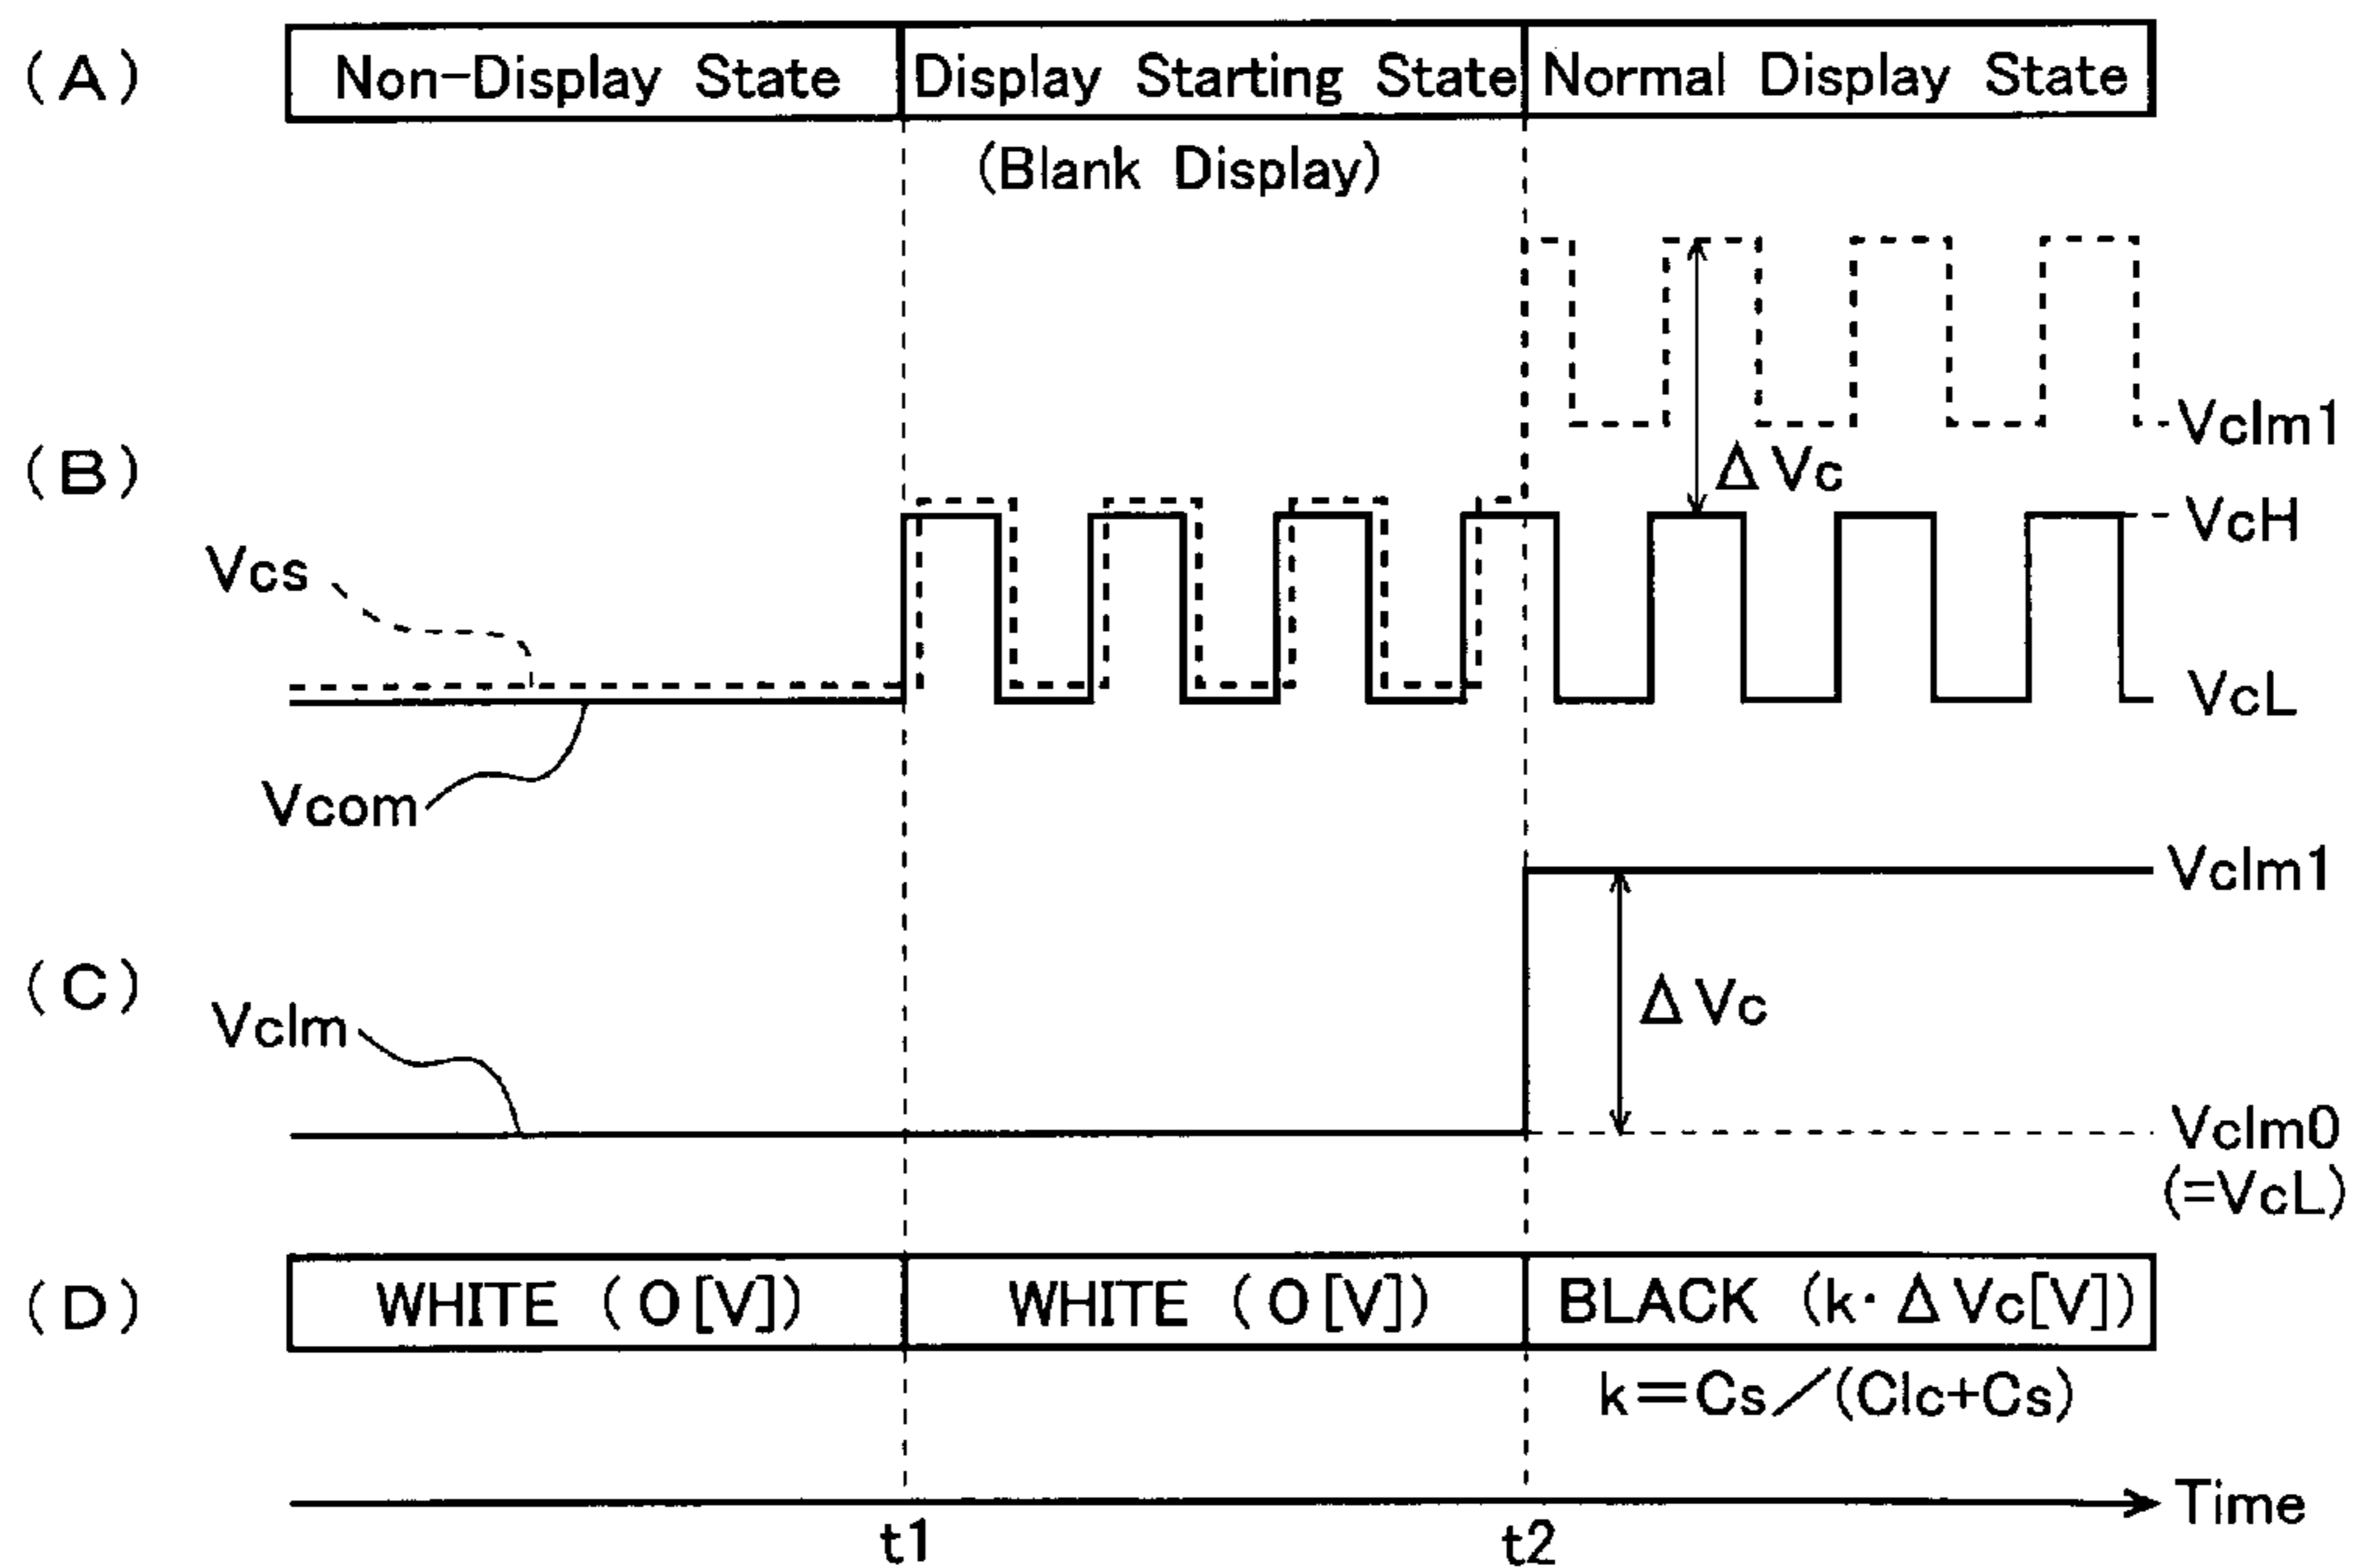 (A) Non-Display State Display Starting State Normal Display State
(Blank Display)
Vclm1
(B) ΔVc
VcH
Vcs
VcL
Vcom
Vclm1
(C) ΔVc
Vclm
Vclm0
(=VcL)
(D) WHITE (0[V]) WHITE (0[V]) BLACK (k·ΔVc[V])
k=Cs/(Clc+Cs)
Time
t1 t2